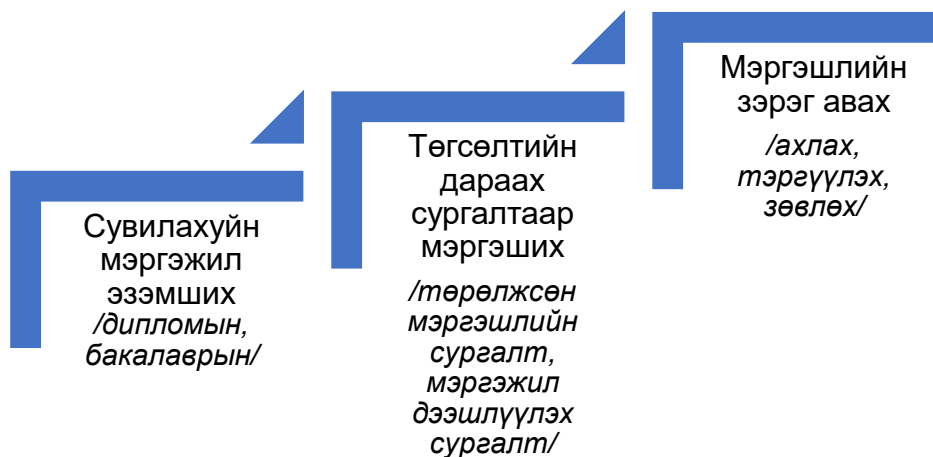 Сувилахуйн
мэргэжил
эзэмших
/дипломын,
бакалаврын/
Төгсөлтийн
дараах
сургалтаар
мэргэших
/төрөлжсөн
мэргэшлийн
сургалт,
мэргэжил
дээшлүүлэх
сургалт/
Мэргэшлийн
зэрэг авах
/ахлах,
тэргүүлэх,
зөвлөх/